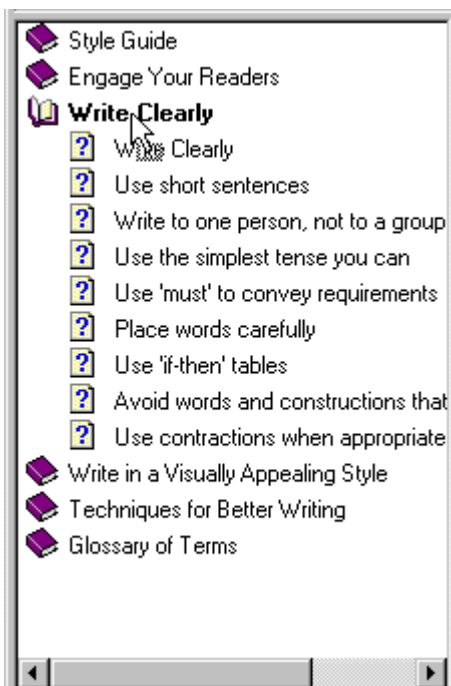 Style Guide
Engage Your Readers
Write Clearly
Write Clearly
Use short sentences
Write to one person, not to a group
Use the simplest tense you can
Use 'must' to convey requirements
Place words carefully
Use 'if-then' tables
Avoid words and constructions that
Use contractions when appropriate
Write in a Visually Appealing Style
Techniques for Better Writing
Glossary of Terms